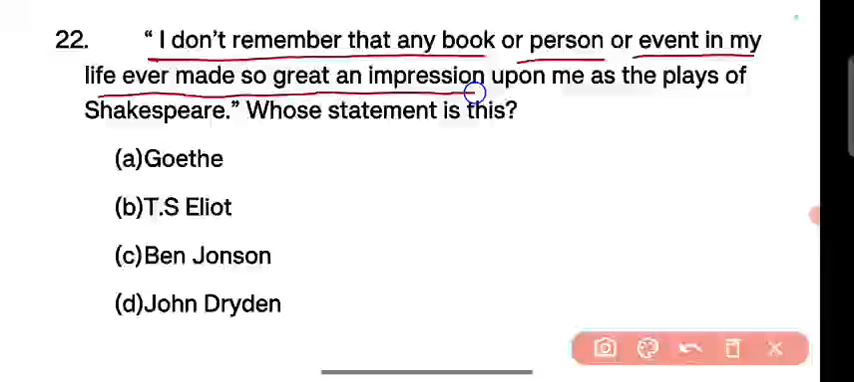 22. “ I don’t remember that any book or person or event in my
life ever made so great an impression upon me as the plays of
Shakespeare.” Whose statement is this?
(a)Goethe
(b)T.S Eliot
(c)Ben Jonson
(d)John Dryden